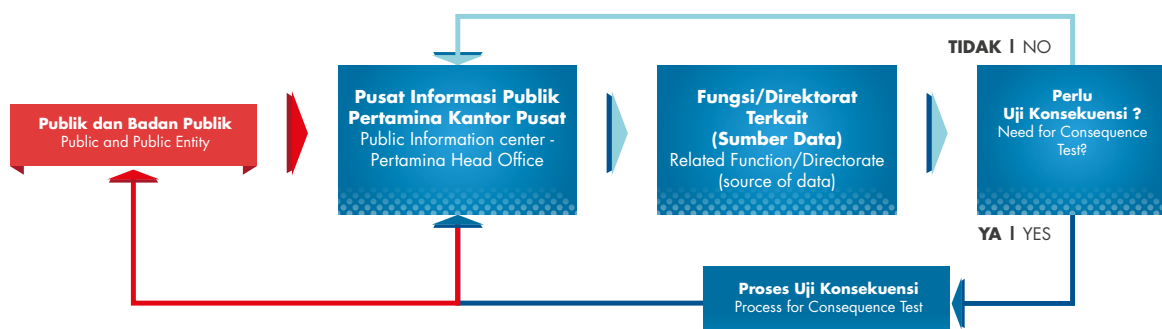 TIDAK | NO
Publik dan Badan Publik
Public and Public Entity
Pusat Informasi Publik
Pertamina Kantor Pusat
Public Information center -
Pertamina Head Office
Fungsi/Direktorat
Terkait
(Sumber Data)
Related Function/Directorate
(source of data)
Perlu
Uji Konsekuensi ?
Need for Consequence
Test?
YA | YES
Proses Uji Konsekuensi
Process for Consequence Test